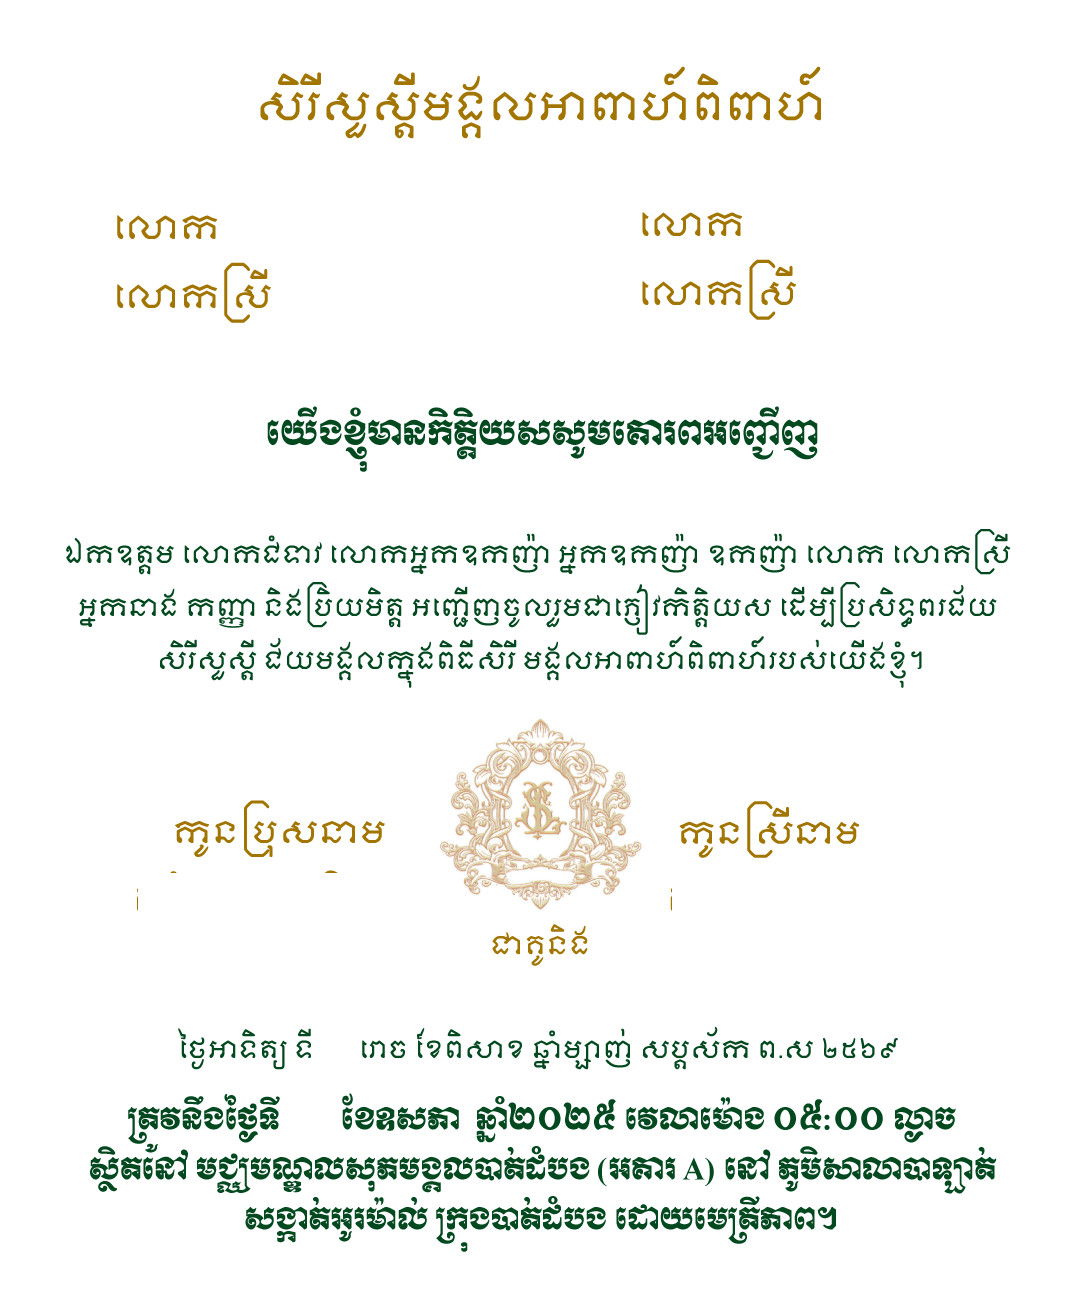 សិរីសួស្តីមង្គលអាពាហ៍ពិពាហ៍
លោក លោក
លោកស្រី លោកស្រី
យើងខ្ញុំមានកិត្តិយសសូមគោរពអញ្ជើញ
ឯកឧត្តម លោកជំទាវ លោកអ្នកឧកញ៉ា អ្នកឧកញ៉ា ឧកញ៉ា លោក លោកស្រី
អ្នកនាង កញ្ញា និងប្រិយមិត្ត អញ្ជើញចូលរួមជាភ្ញៀវកិត្តិយស ដើម្បីប្រសិទ្ធពរជ័យ
សិរីសួស្តី ជ័យមង្គលក្នុងពិធីសិរី មង្គលអាពាហ៍ពិពាហ៍របស់យើងខ្ញុំ។
កូនប្រុសនាម កូនស្រីនាម
ជាគូនិង
ថ្ងៃអាទិត្យ ទី រោច ខែពិសាខ ឆ្នាំម្សាញ់ សប្តស័ក ព.ស ២៥៦៩
ត្រូវនឹងថ្ងៃទី ខែឧសភា ឆ្នាំ២០២៥ វេលាម៉ោង ០៥:០០ ល្ងាច
ស្ថិតនៅ មជ្ឈមណ្ឌាលសុភមង្គលបាត់ដំបង (អគារ A) នៅ ភូមិសាលាបាឡាត់
សង្កាត់អូរម៉ាល់ ក្រុងបាត់ដំបង ដោយមេត្រីភាព។